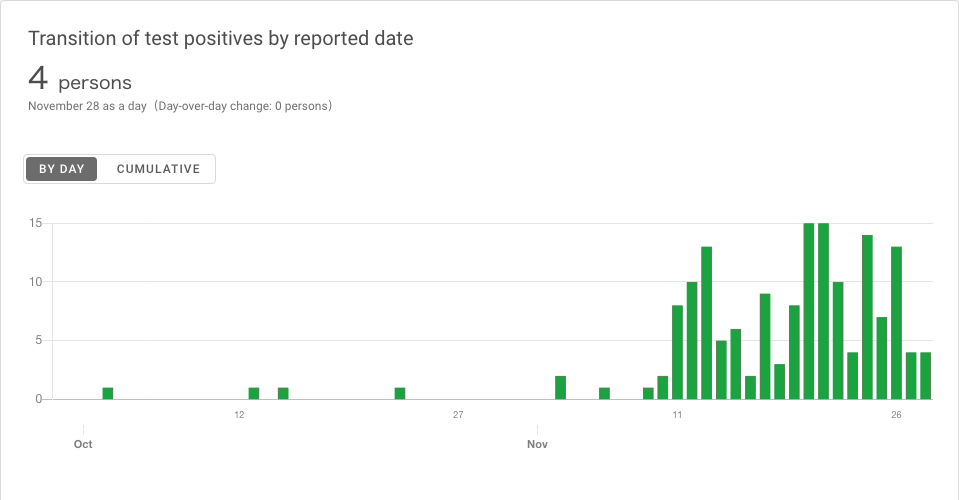 Transition of test positives by reported date
4 persons
November 28 as a day (Day-over-day change: 0 persons)
BY DAY CUMULATIVE
15
10
5
0
12 27 11 26
Oct Nov